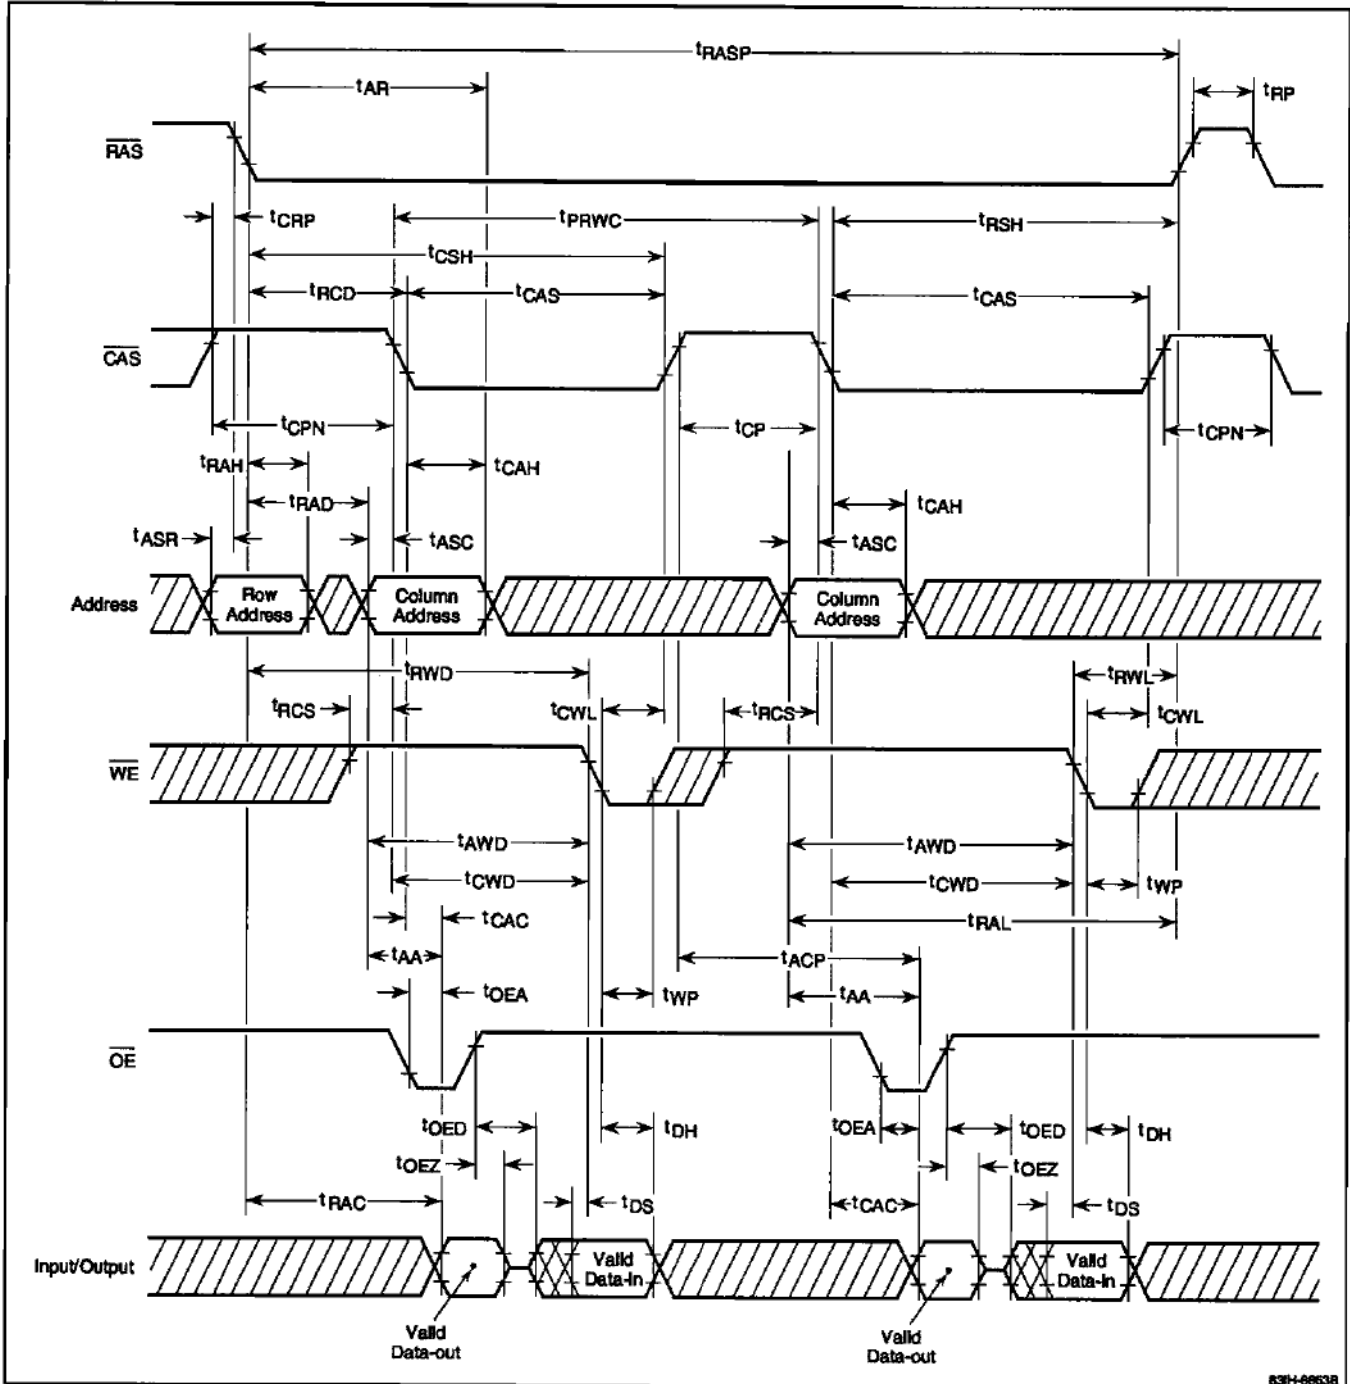 tRASP
tAR
tRP
RAS
tCRP
tPRWC
tRSH
tCSH
tRCD
tCAS
tCAS
CAS
tCPN
tCP
tCPN
tRAH
tCAH
tRAD
tCAH
tASR
tASC
tASC
Address
Row
Address
Column
Address
Column
Address
tRWD
tRWL
tRCS
tCWL
tRCS
tCWL
WE
tAWD
tAWD
tCWD
tCWD
tWP
tCAC
tRAL
tAA
tACP
tOEA
tWP
tAA
OE
tOED
tDH
tOEA
tOED
tDH
tOEZ
tOEZ
tRAC
tDS
tCAC
tDS
Input/Output
Valid
Data-in
Valid
Data-in
Valid
Data-out
Valid
Data-out
83IH-6653B